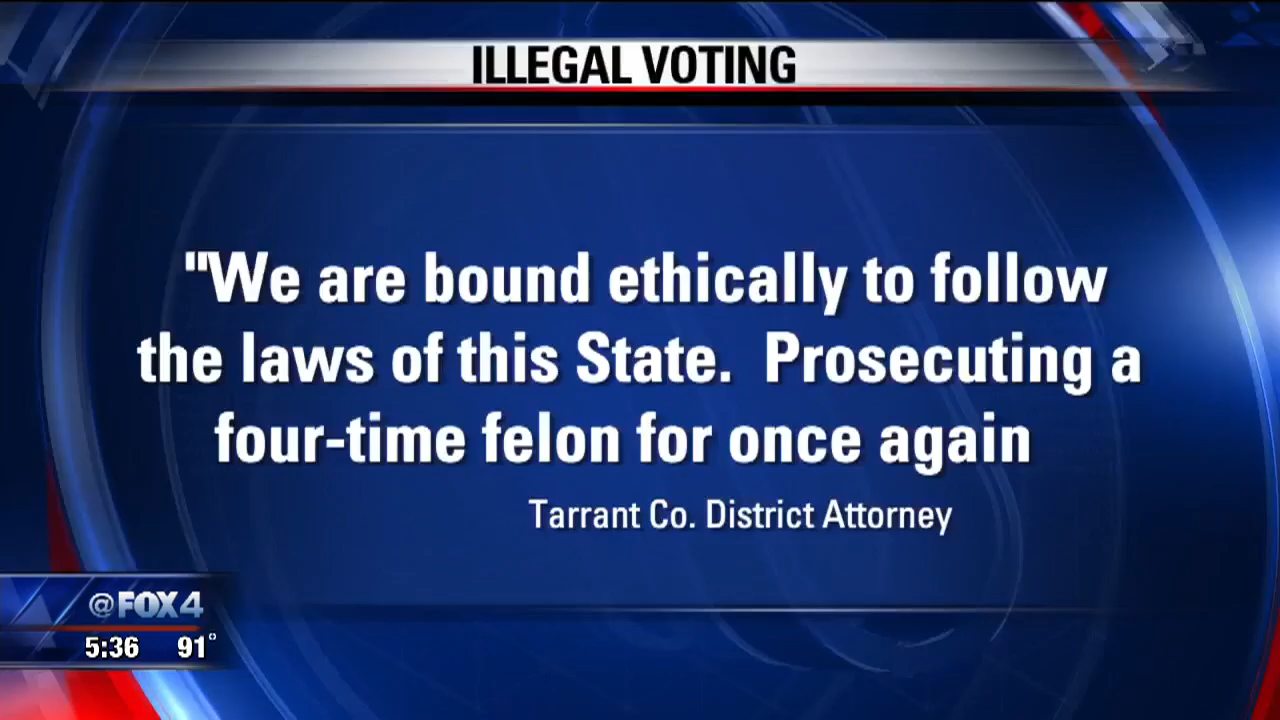 ILLEGAL VOTING
"We are bound ethically to follow
the laws of this State.  Prosecuting a
four-time felon for once again
Tarrant Co. District Attorney
@FOX4
5:36 91°